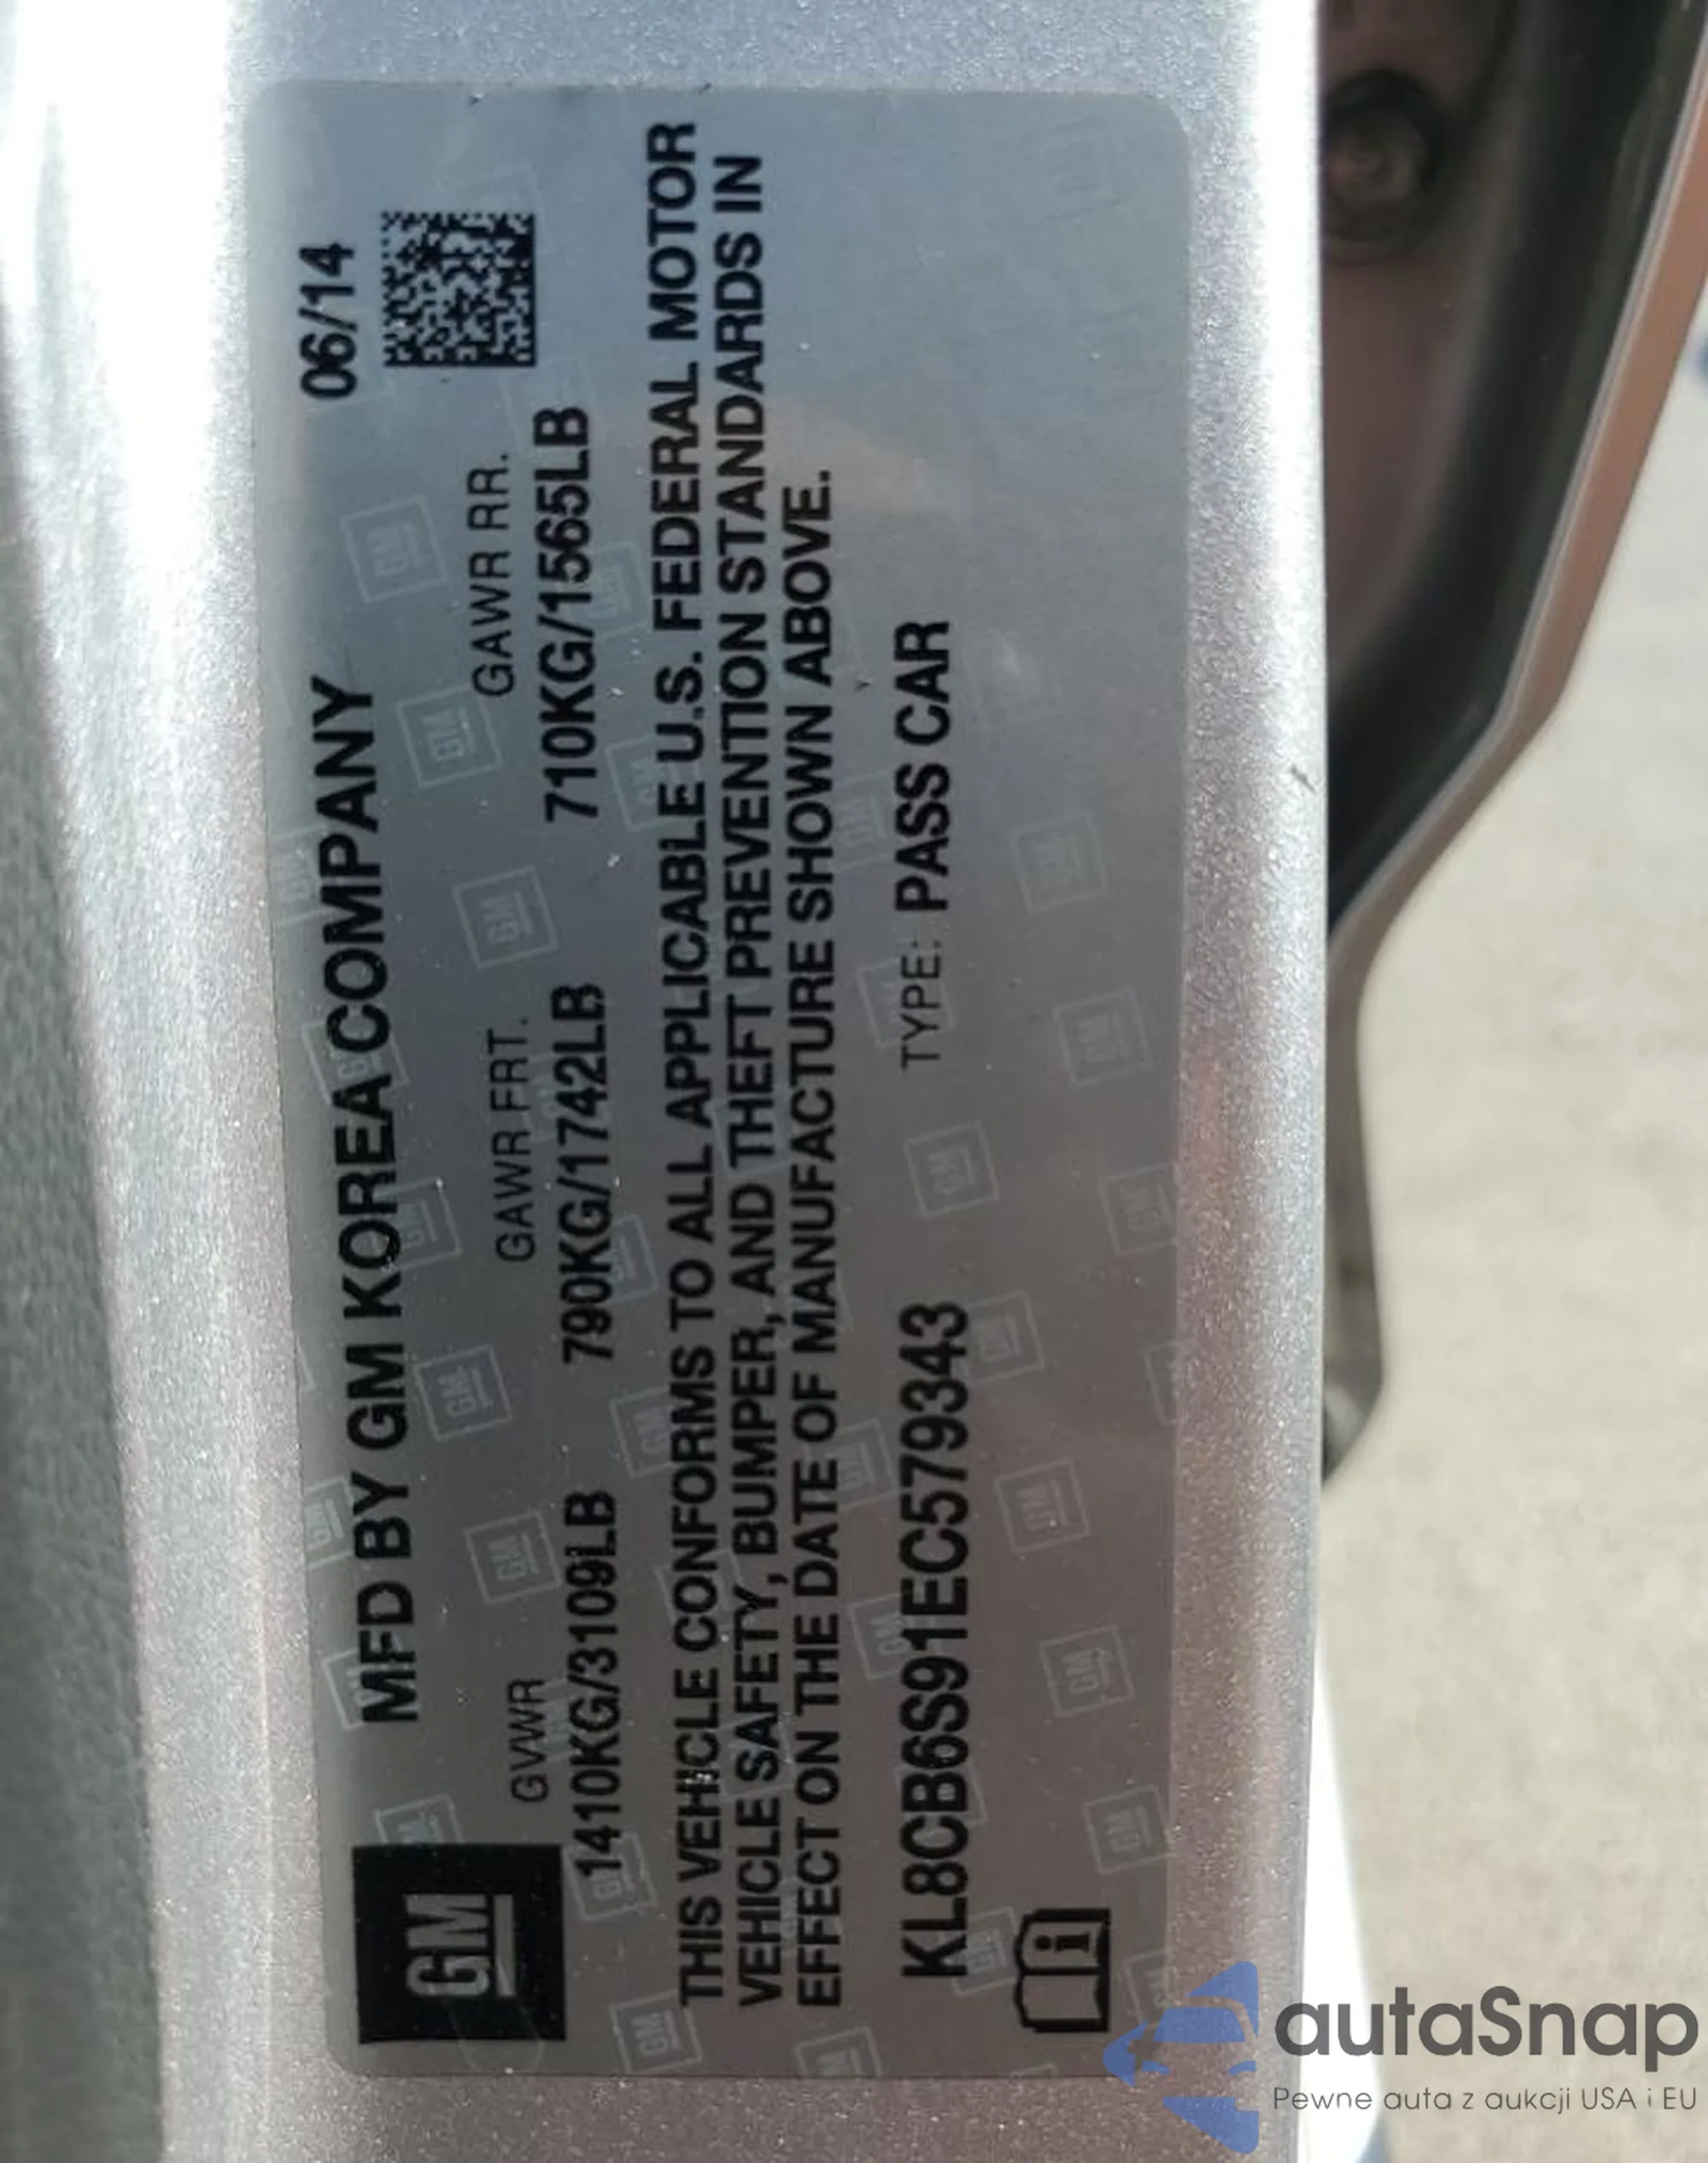 MFD BY GM KOREA COMPANY 06/14
GM
GVWR GAWR FRT. GAWR RR.
1410KG/3109LB 790KG/1742LB 710KG/1565LB
THIS VEHICLE CONFORMS TO ALL APPLICABLE U.S. FEDERAL MOTOR
VEHICLE SAFETY, BUMPER, AND THEFT PREVENTION STANDARDS IN
EFFECT ON THE DATE OF MANUFACTURE SHOWN ABOVE.
KL8CB6S91EC579343 TYPE: PASS CAR
i
autaSnap
Pewne auta z aukcji USA i EU